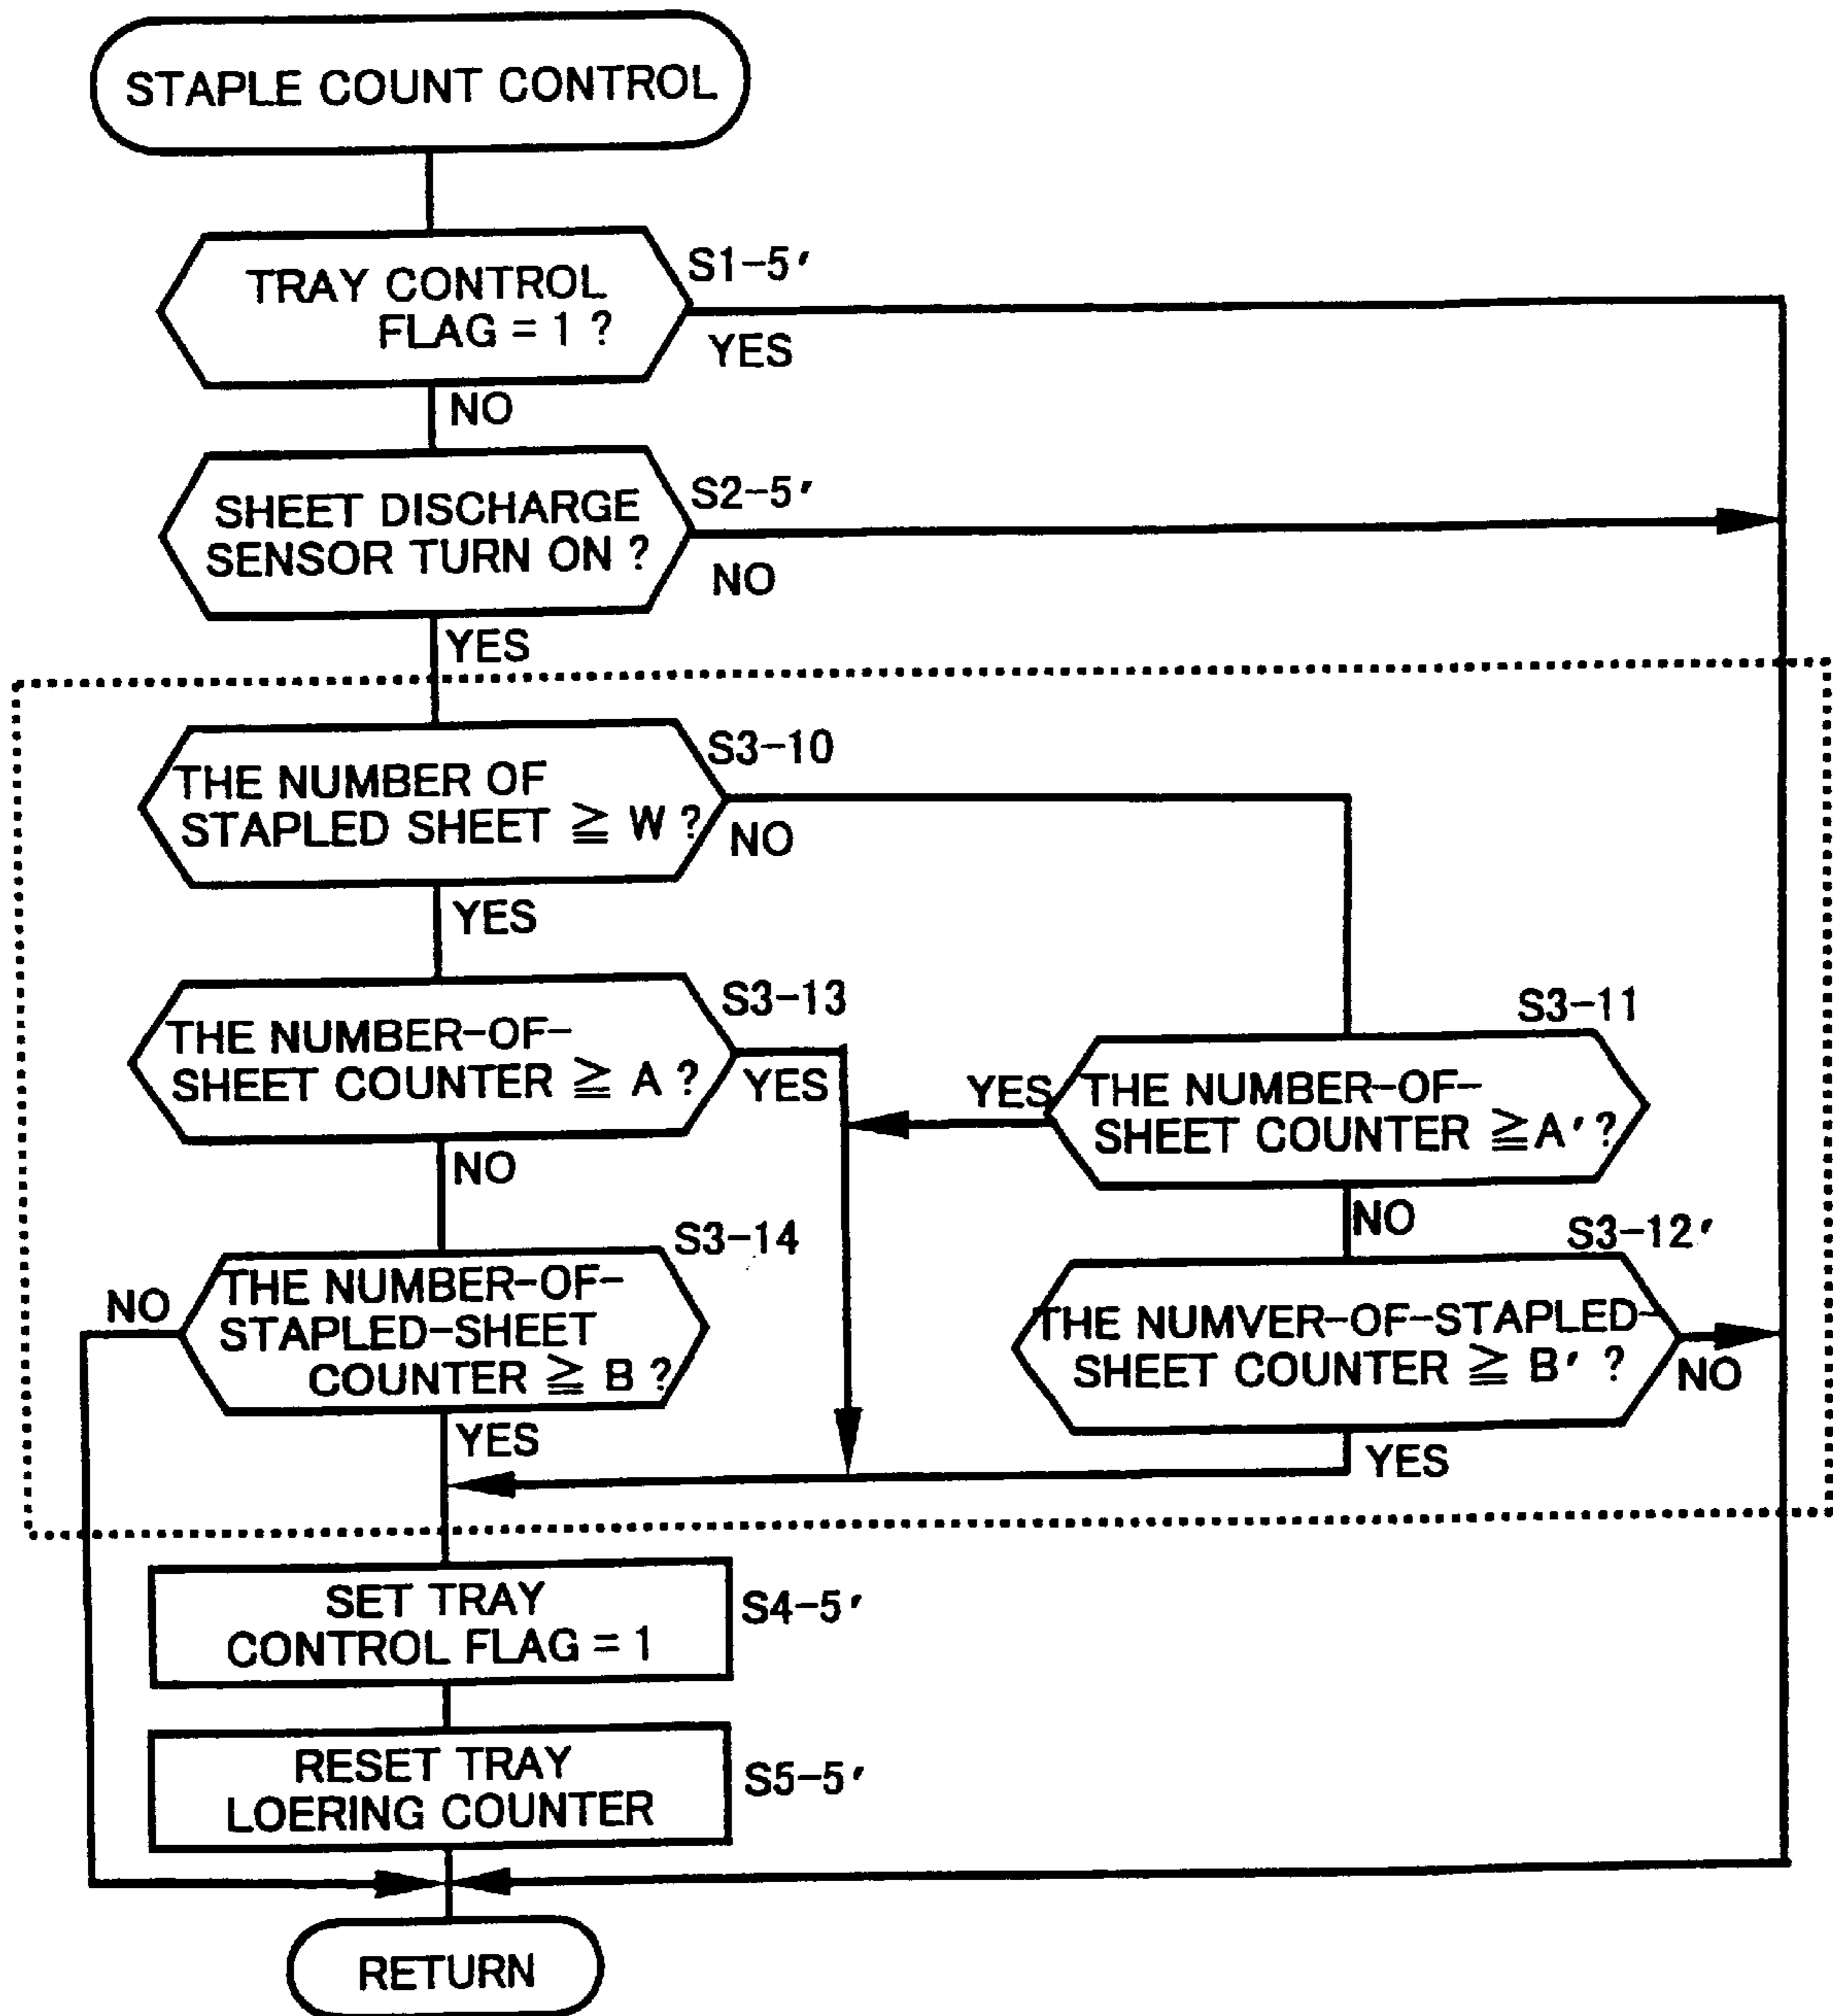 STAPLE COUNT CONTROL
TRAY CONTROL
FLAG = 1 ?
S1-5′
YES
NO
SHEET DISCHARGE
SENSOR TURN ON ?
S2-5′
NO
YES
THE NUMBER OF
STAPLED SHEET ≧ W ?
S3-10
NO
YES
THE NUMBER-OF-
SHEET COUNTER ≧ A ?
S3-13
YES
NO
S3-11
YES
THE NUMBER-OF-
SHEET COUNTER ≧A′?
NO
S3-14
NO
THE NUMBER-OF-
STAPLED-SHEET
COUNTER ≧ B ?
YES
S3-12′
THE NUMVER-OF-STAPLED-
SHEET COUNTER ≧ B′ ?
NO
YES
SET TRAY
CONTROL FLAG = 1
S4-5′
RESET TRAY
LOERING COUNTER
S5-5′
RETURN